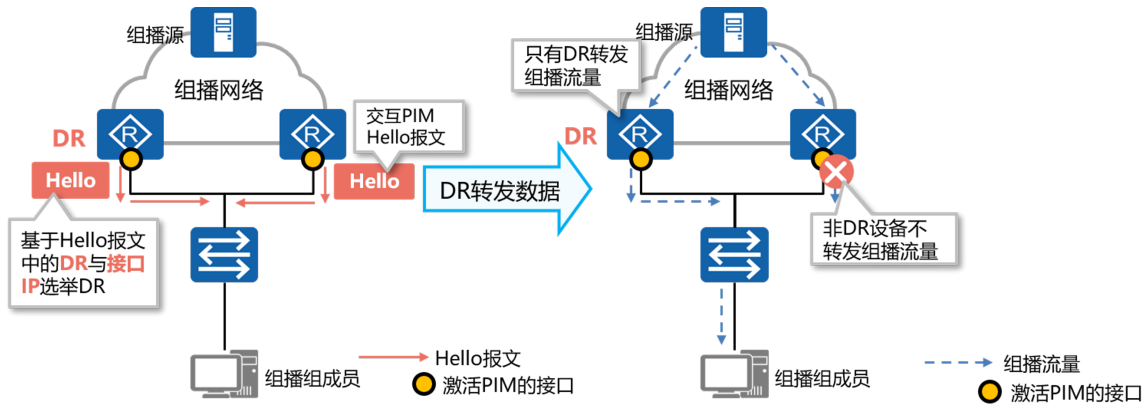 组播源
组播网络
R
R
DR
交互PIM
Hello报文
Hello
Hello
基于Hello报文
中的DR与接口
IP选举DR
组播组成员
Hello报文
激活PIM的接口
DR转发数据
组播源
只有DR转发
组播流量
组播网络
DR
R
R
非DR设备不
转发组播流量
组播组成员
组播流量
激活PIM的接口